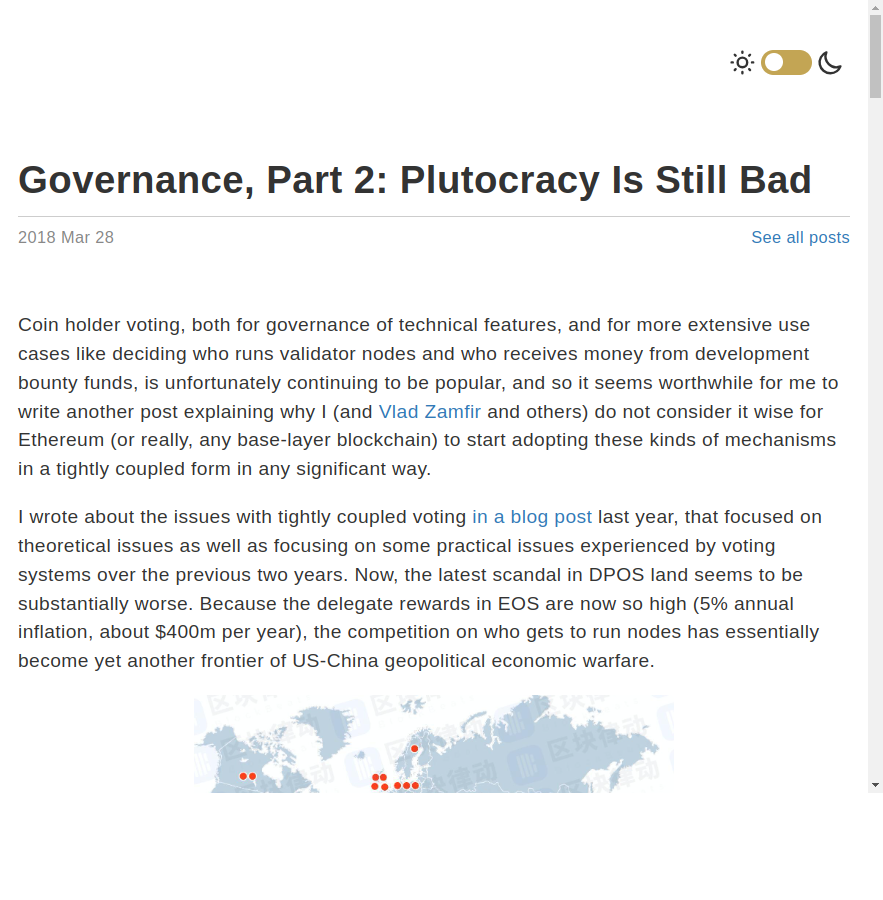 Governance, Part 2: Plutocracy Is Still Bad
2018 Mar 28
See all posts
Coin holder voting, both for governance of technical features, and for more extensive use
cases like deciding who runs validator nodes and who receives money from development
bounty funds, is unfortunately continuing to be popular, and so it seems worthwhile for me to
write another post explaining why I (and Vlad Zamfir and others) do not consider it wise for
Ethereum (or really, any base-layer blockchain) to start adopting these kinds of mechanisms
in a tightly coupled form in any significant way.
I wrote about the issues with tightly coupled voting in a blog post last year, that focused on
theoretical issues as well as focusing on some practical issues experienced by voting
systems over the previous two years. Now, the latest scandal in DPOS land seems to be
substantially worse. Because the delegate rewards in EOS are now so high (5% annual
inflation, about $400m per year), the competition on who gets to run nodes has essentially
become yet another frontier of US-China geopolitical economic warfare.
区块律动
区块律动